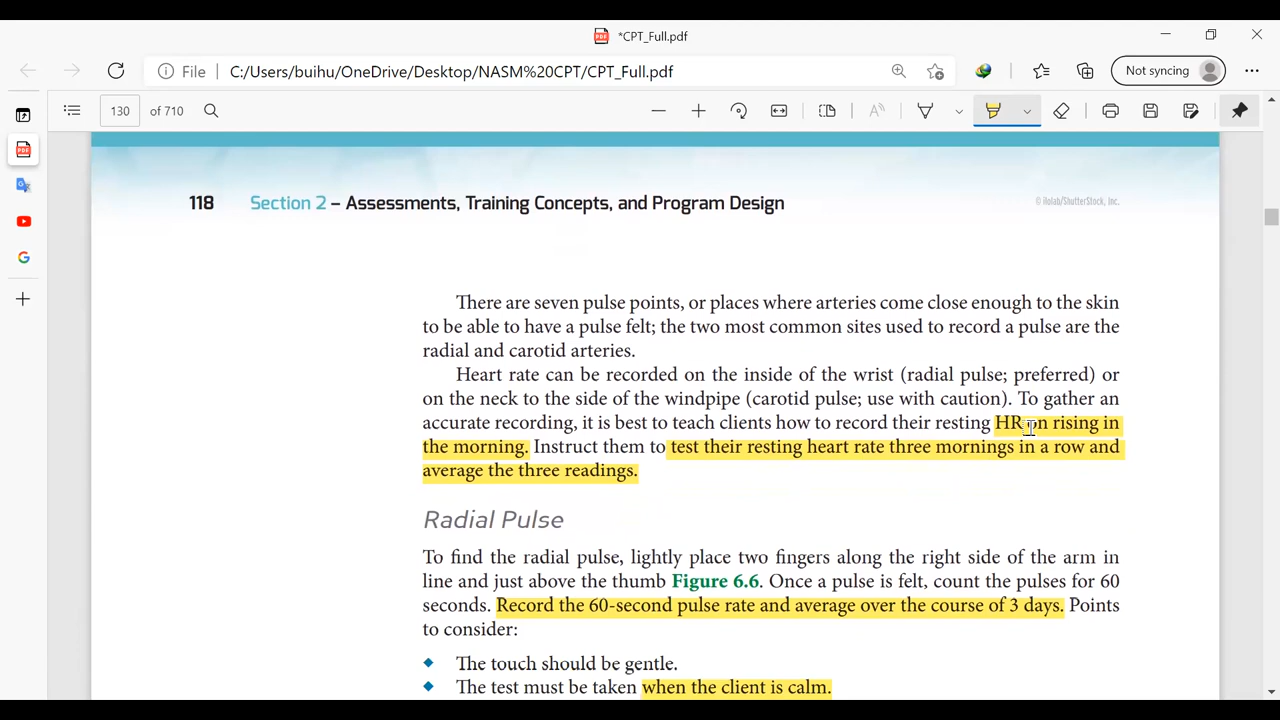 *CPT_Full.pdf
File C:/Users/buihu/OneDrive/Desktop/NASM%20CPT/CPT_Full.pdf Not syncing
130 of 710
118 Section 2 – Assessments, Training Concepts, and Program Design © ilolab/ShutterStock, Inc.
There are seven pulse points, or places where arteries come close enough to the skin
to be able to have a pulse felt; the two most common sites used to record a pulse are the
radial and carotid arteries.
Heart rate can be recorded on the inside of the wrist (radial pulse; preferred) or
on the neck to the side of the windpipe (carotid pulse; use with caution). To gather an
accurate recording, it is best to teach clients how to record their resting HR on rising in
the morning. Instruct them to test their resting heart rate three mornings in a row and
average the three readings.
Radial Pulse
To find the radial pulse, lightly place two fingers along the right side of the arm in
line and just above the thumb Figure 6.6. Once a pulse is felt, count the pulses for 60
seconds. Record the 60-second pulse rate and average over the course of 3 days. Points
to consider:
The touch should be gentle.
The test must be taken when the client is calm.